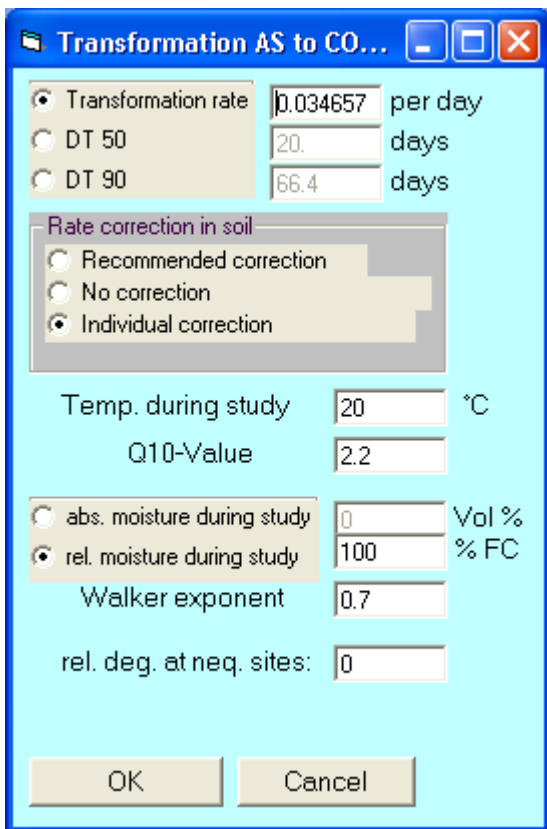 Transformation AS to CO...
Transformation rate 0.034657 per day
DT 50 20. days
DT 90 66.4 days
Rate correction in soil
Recommended correction
No correction
Individual correction
Temp. during study 20 °C
Q10-Value 2.2
abs. moisture during study 0 Vol %
rel. moisture during study 100 % FC
Walker exponent 0.7
rel. deg. at neq. sites: 0
OK Cancel